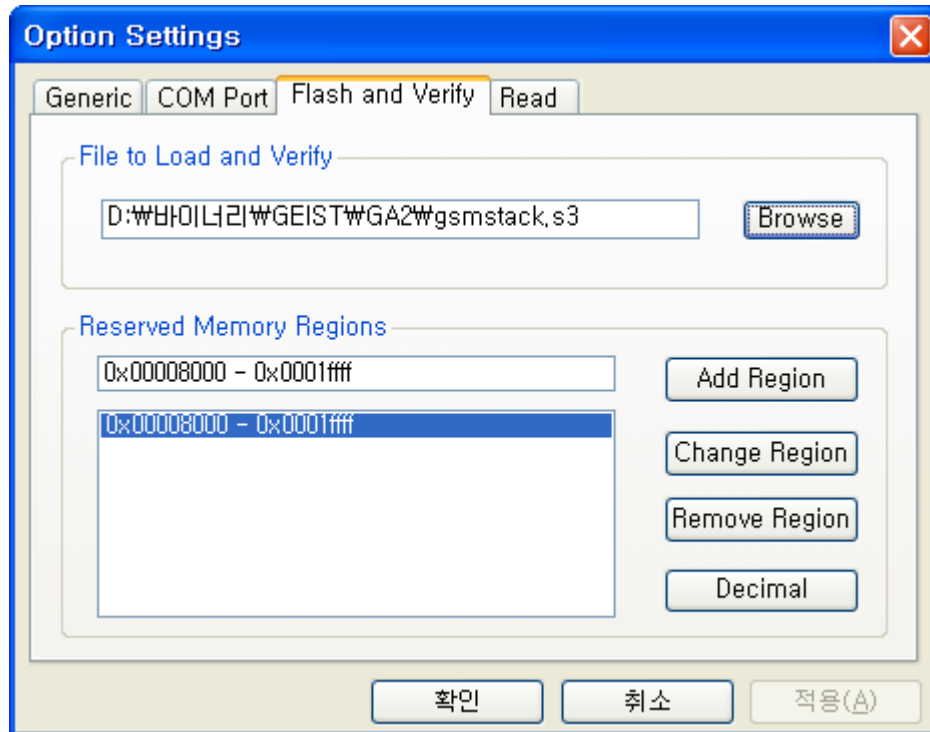 Option Settings
Generic COM Port Flash and Verify Read
File to Load and Verify
D:₩바이너리₩GEIST₩GA2₩gsmstack.s3 Browse
Reserved Memory Regions
0x00008000 - 0x0001ffff Add Region
0x00008000 - 0x0001ffff
Change Region
Remove Region
Decimal
확인 취소 적용(A)